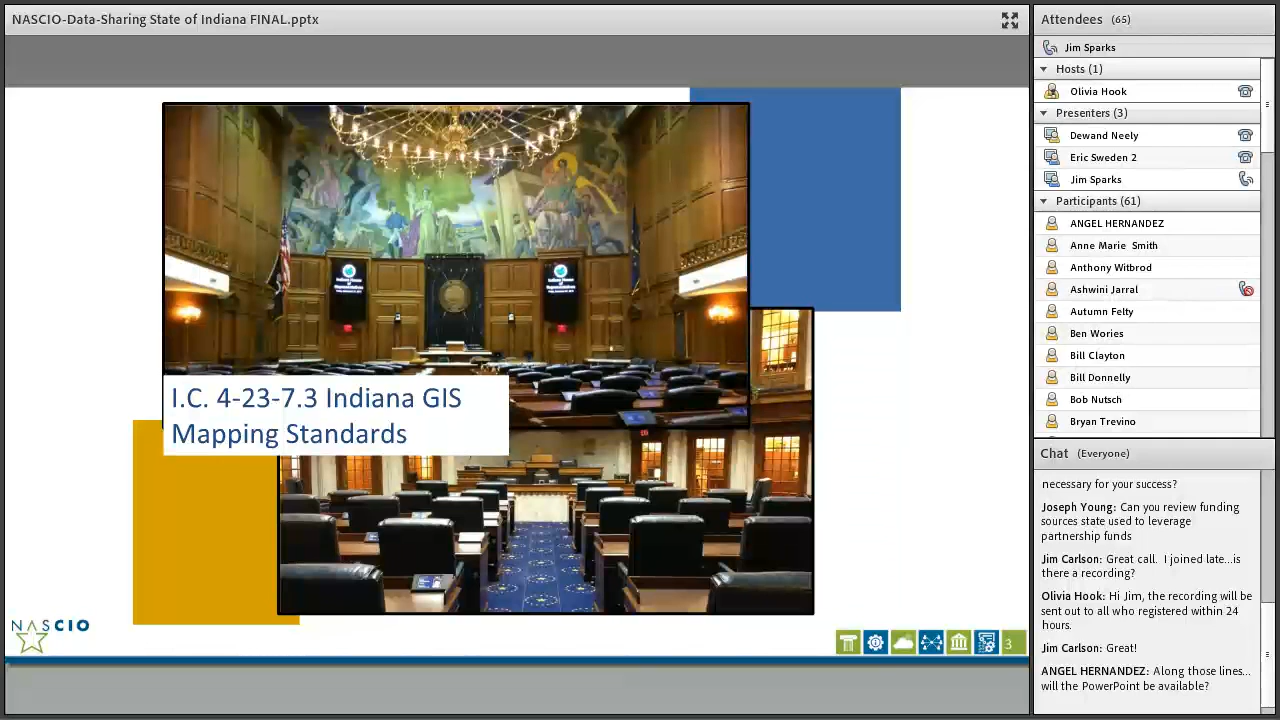 NASCIO-Data-Sharing State of Indiana FINAL.pptx
I.C. 4-23-7.3 Indiana GIS
Mapping Standards
NASCIO
3
Attendees (65)
Jim Sparks
Hosts (1)
Olivia Hook
Presenters (3)
Dewand Neely
Eric Sweden 2
Jim Sparks
Participants (61)
ANGEL HERNANDEZ
Anne Marie Smith
Anthony Witbrod
Ashwini Jarral
Autumn Felty
Ben Wories
Bill Clayton
Bill Donnelly
Bob Nutsch
Bryan Trevino
Chat (Everyone)
necessary for your success?
Joseph Young: Can you review funding
sources state used to leverage
partnership funds
Jim Carlson: Great call. I joined late...is
there a recording?
Olivia Hook: Hi Jim, the recording will be
sent out to all who registered within 24
hours.
Jim Carlson: Great!
ANGEL HERNANDEZ: Along those lines...
will the PowerPoint be available?